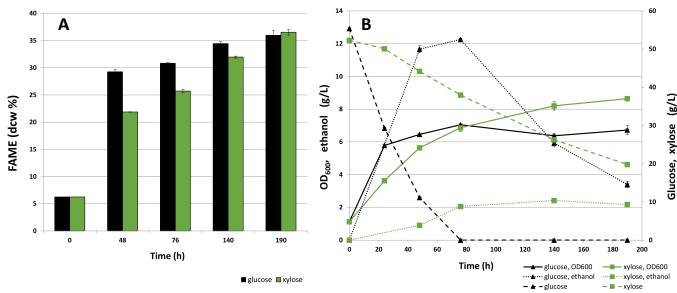 A
FAME (dcw %)
40
35
30
25
20
15
10
5
0
0 48 76 140 190
Time (h)
glucose xylose
B
OD600, ethanol (g/L)
14
12
10
8
6
4
2
0
0 20 40 60 80 100 120 140 160 180 200
Time (h)
60
50
40
30
20
10
0
Glucose, xylose (g/L)
glucose, OD600 xylose, OD600
glucose, ethanol xylose, ethanol
glucose xylose